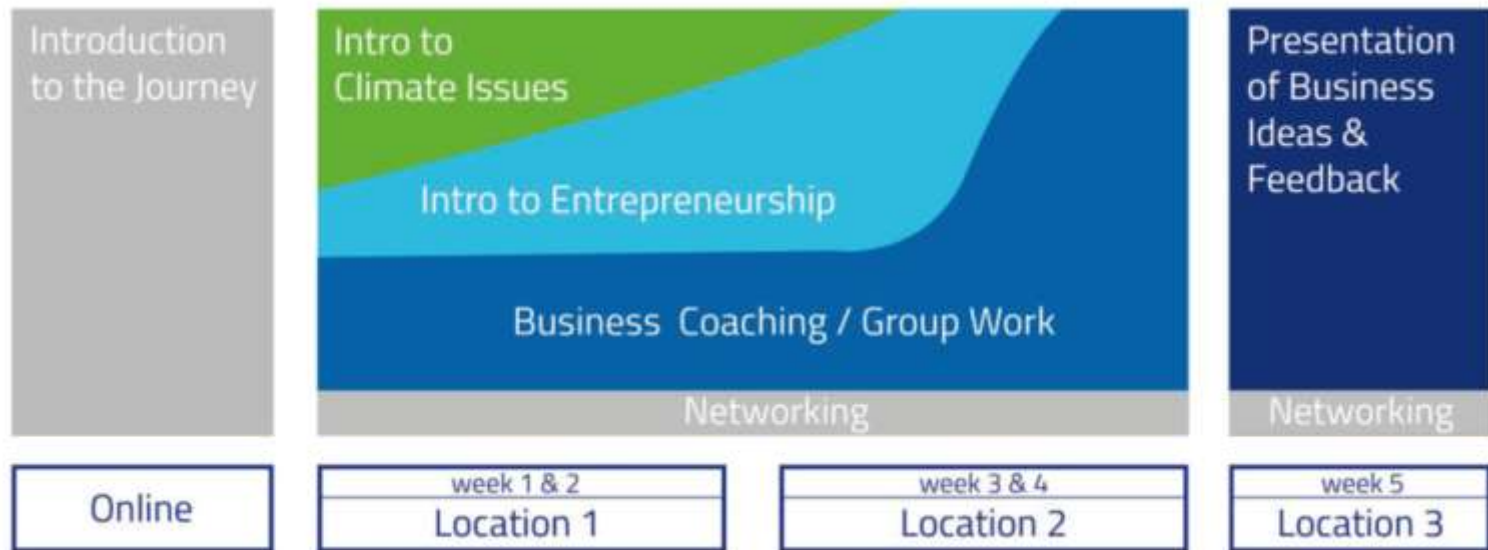 Introduction
to the Journey
Intro to
Climate Issues
Intro to Entrepreneurship
Business Coaching / Group Work
Networking
Presentation
of Business
Ideas &
Feedback
Networking
Online
week 1 & 2
Location 1
week 3 & 4
Location 2
week 5
Location 3